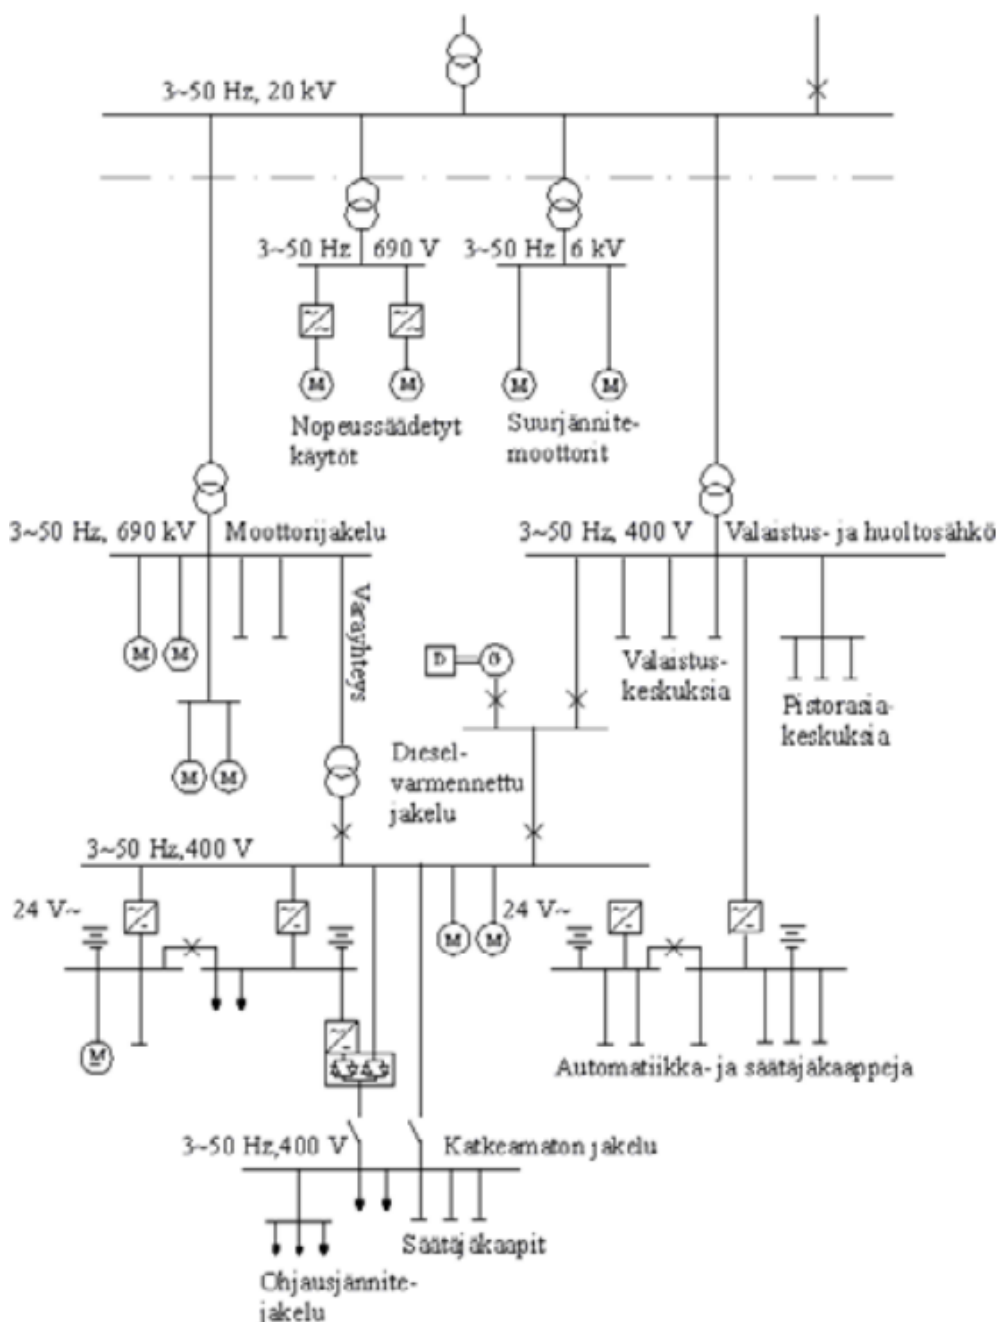 3~50 Hz, 20 kV
3~50 Hz 690 V
3~50 Hz 6 kV
M
M
M
M
Nopeussäädetyt
käytöt
Suurjännite-
moottorit
3~50 Hz, 690 kV
Moottorijakelu
3~50 Hz, 400 V
Valaistus- ja huoltosähkö
Varayhteys
M
M
D
G
Valaistus-
keskuksia
Pistorasia-
keskuksia
M
M
Diesel-
varmennettu
jakelu
3~50 Hz,400 V
24 V~
M
M
24 V~
M
Automatiikka- ja säätäjäkaappeja
3~50 Hz,400 V
Katkeamaton jakelu
Säätäjäkaapit
Ohjausjännite-
jakelu